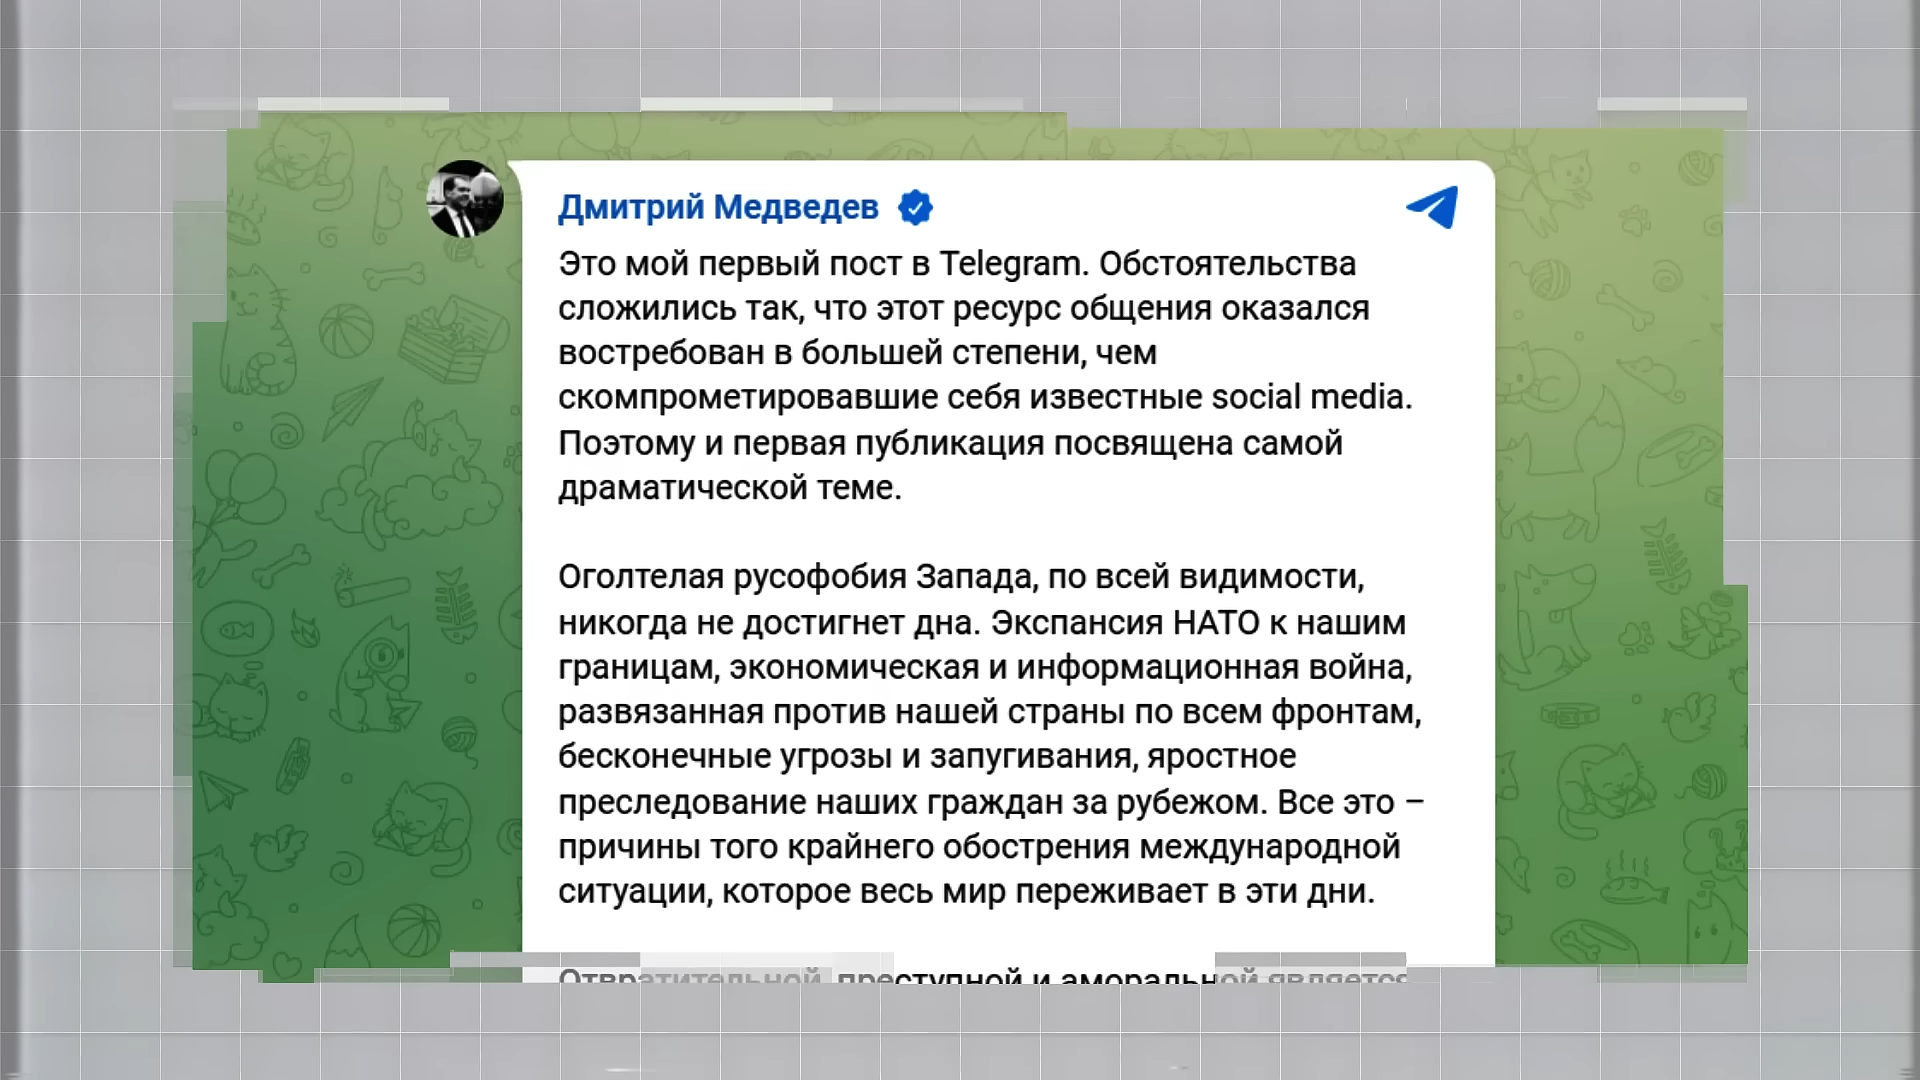 Дмитрий Медведев
Это мой первый пост в Telegram. Обстоятельства
сложились так, что этот ресурс общения оказался
востребован в большей степени, чем
скомпрометировавшие себя известные social media.
Поэтому и первая публикация посвящена самой
драматической теме.
Оголтелая русофобия Запада, по всей видимости,
никогда не достигнет дна. Экспансия НАТО к нашим
границам, экономическая и информационная война,
развязанная против нашей страны по всем фронтам,
бесконечные угрозы и запугивания, яростное
преследование наших граждан за рубежом. Все это –
причины того крайнего обострения международной
ситуации, которое весь мир переживает в эти дни.
Отвратительной, преступной и аморальной является